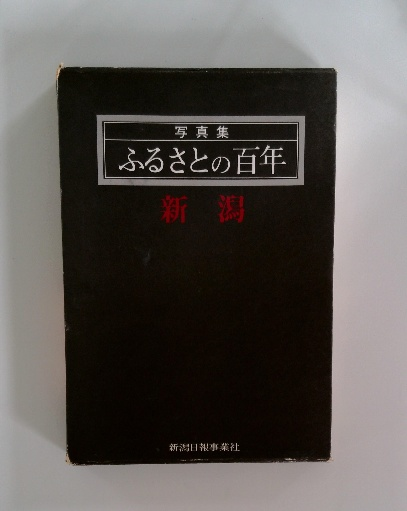 写真集
ふるさとの百年
新潟
新潟日報事業社